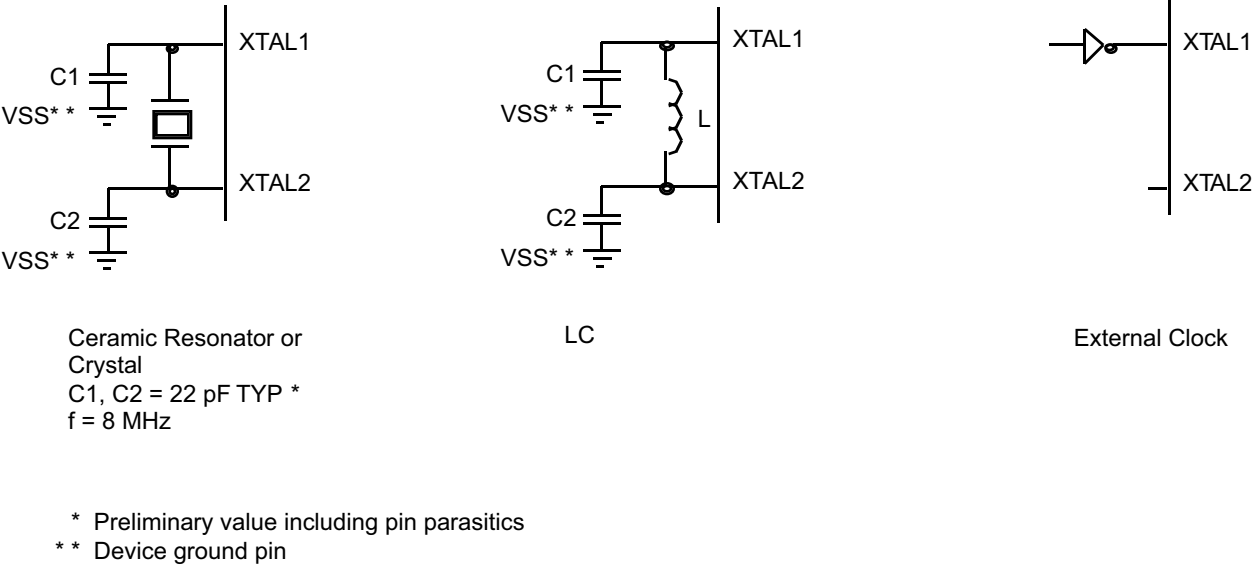 XTAL1
C1
VSS* *
XTAL2
C2
VSS* *
Ceramic Resonator or
Crystal
C1, C2 = 22 pF TYP *
f = 8 MHz
XTAL1
C1
VSS* *
L
XTAL2
C2
VSS* *
LC
XTAL1
XTAL2
External Clock
* Preliminary value including pin parasitics
* * Device ground pin